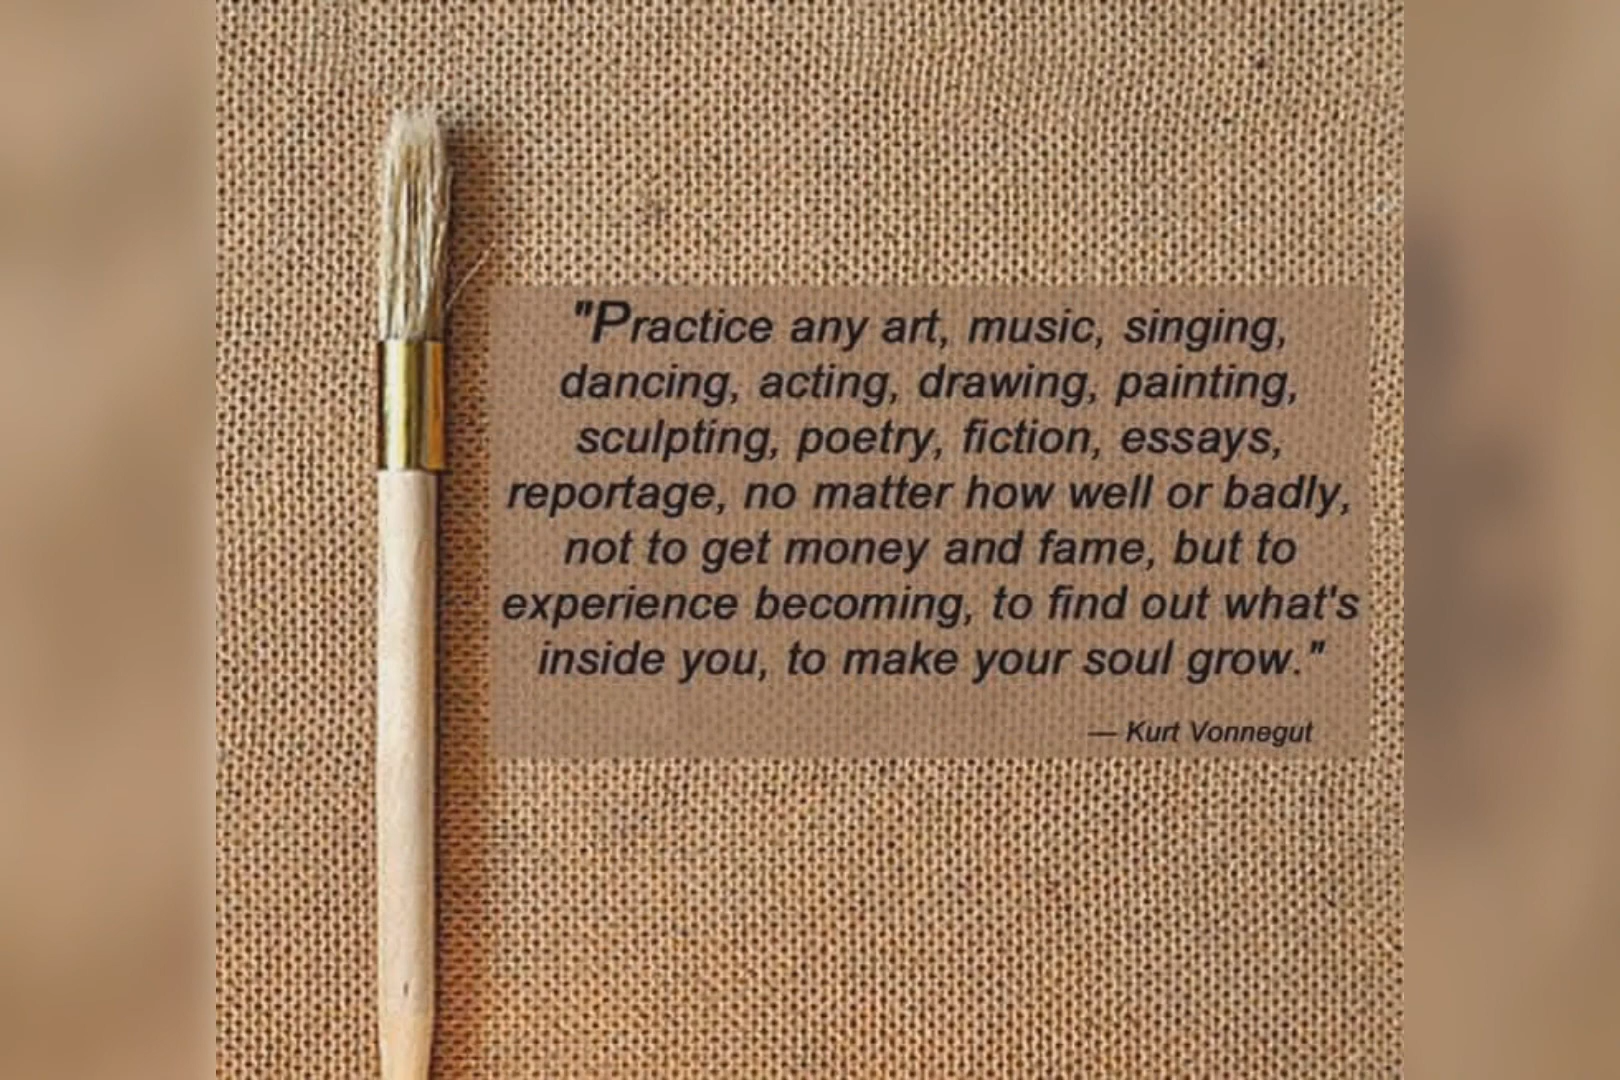 "Practice any art, music, singing,
dancing, acting, drawing, painting,
sculpting, poetry, fiction, essays,
reportage, no matter how well or badly,
not to get money and fame, but to
experience becoming, to find out what's
inside you, to make your soul grow."
— Kurt Vonnegut